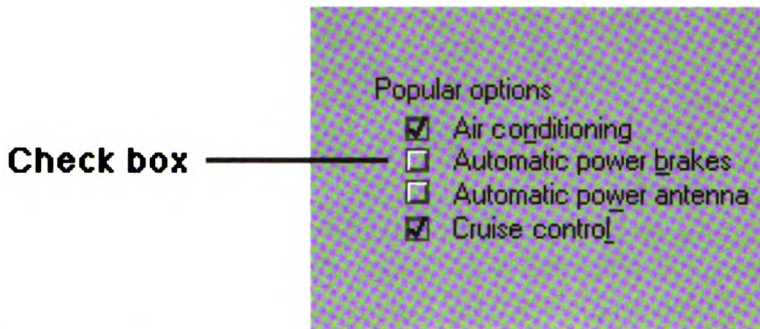 Popular options
Air conditioning
Check box
Automatic power brakes
Automatic power antenna
Cruise control